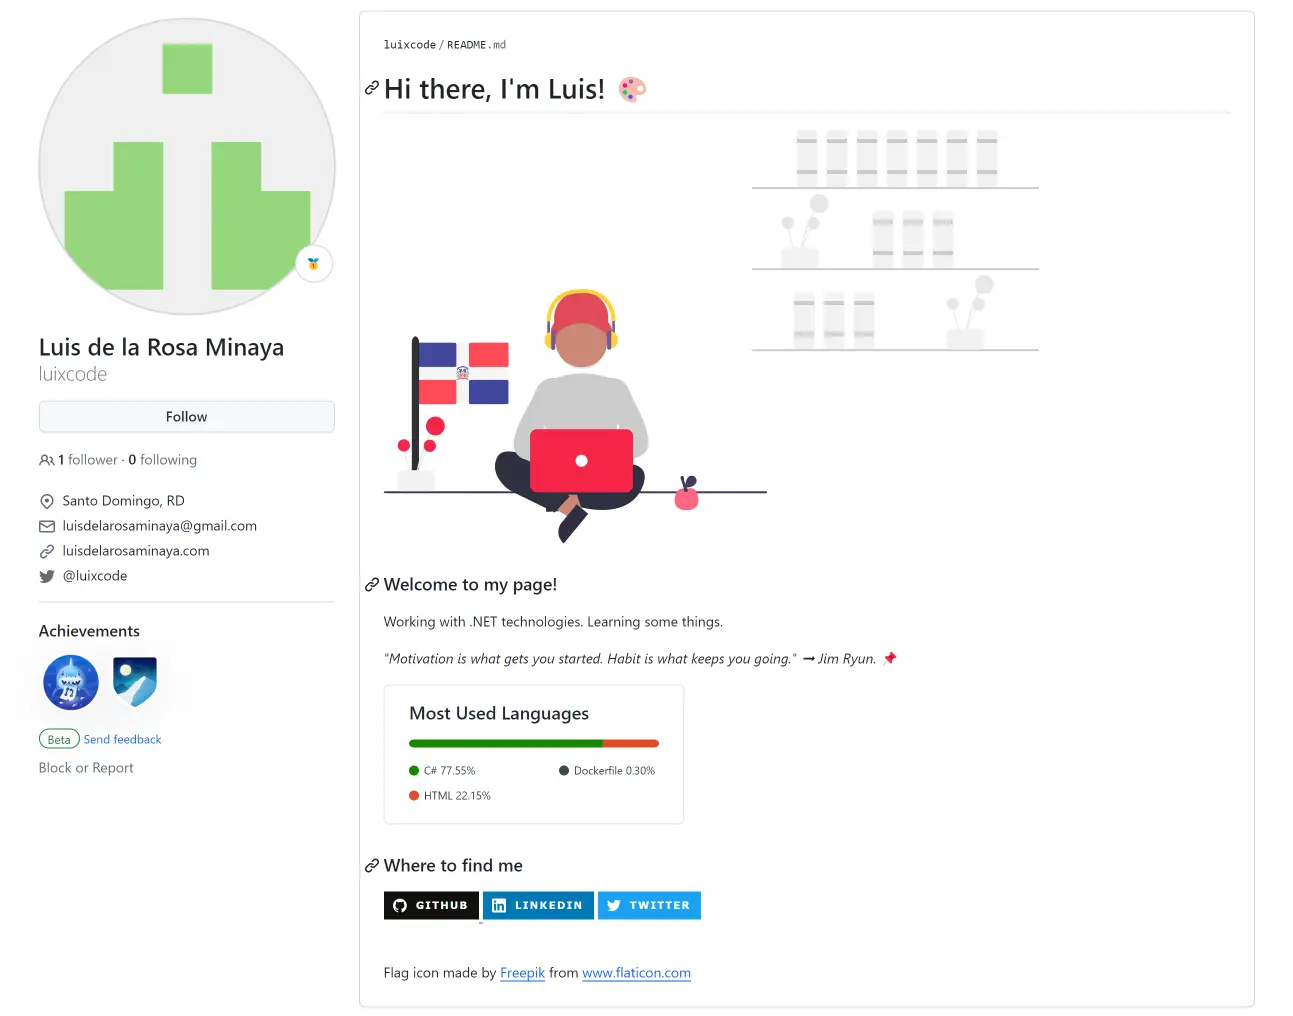 Luis de la Rosa Minaya
luixcode
Follow
1 follower · 0 following
Santo Domingo, RD
luisdelarosaminaya@gmail.com
luisdelarosaminaya.com
@luixcode
Achievements
Beta Send feedback
Block or Report
luixcode / README.md
Hi there, I'm Luis!
Welcome to my page!
Working with .NET technologies. Learning some things.
"Motivation is what gets you started. Habit is what keeps you going." → Jim Ryun.
Most Used Languages
C# 77.55% Dockerfile 0.30%
HTML 22.15%
Where to find me
GITHUB LINKEDIN TWITTER
Flag icon made by Freepik from www.flaticon.com